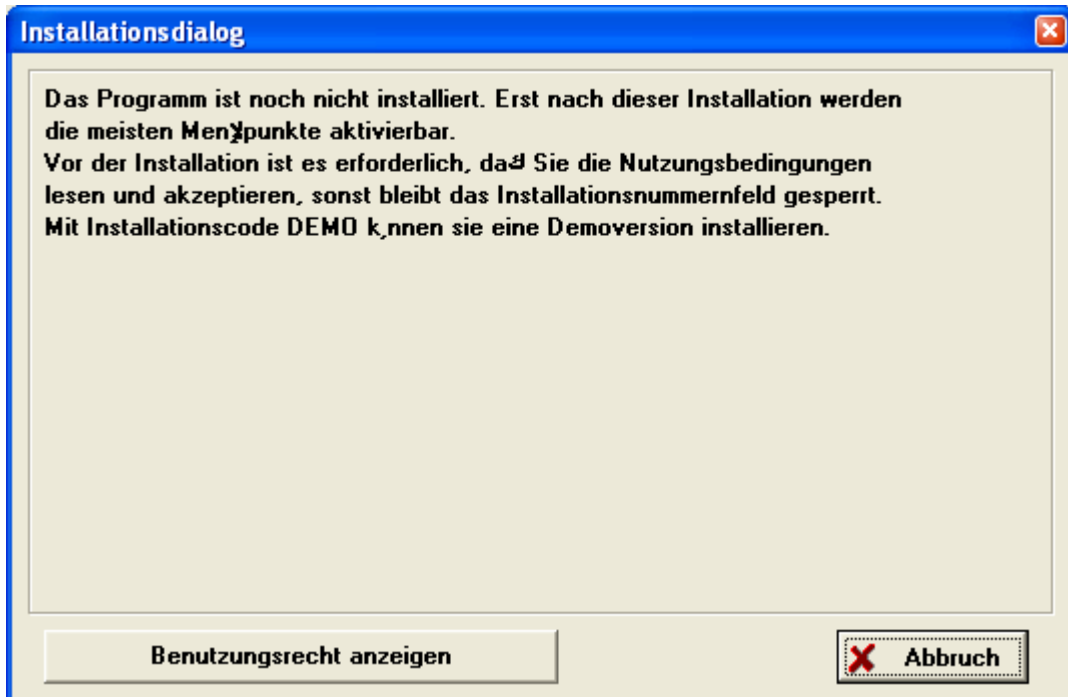 Installationsdialog
Das Programm ist noch nicht installiert. Erst nach dieser Installation werden
die meisten Menўpunkte aktivierbar.
Vor der Installation ist es erforderlich, daЯ Sie die Nutzungsbedingungen
lesen und akzeptieren, sonst bleibt das Installationsnummernfeld gesperrt.
Mit Installationscode DEMO k‚nnen sie eine Demoversion installieren.
Benutzungsrecht anzeigen
Abbruch